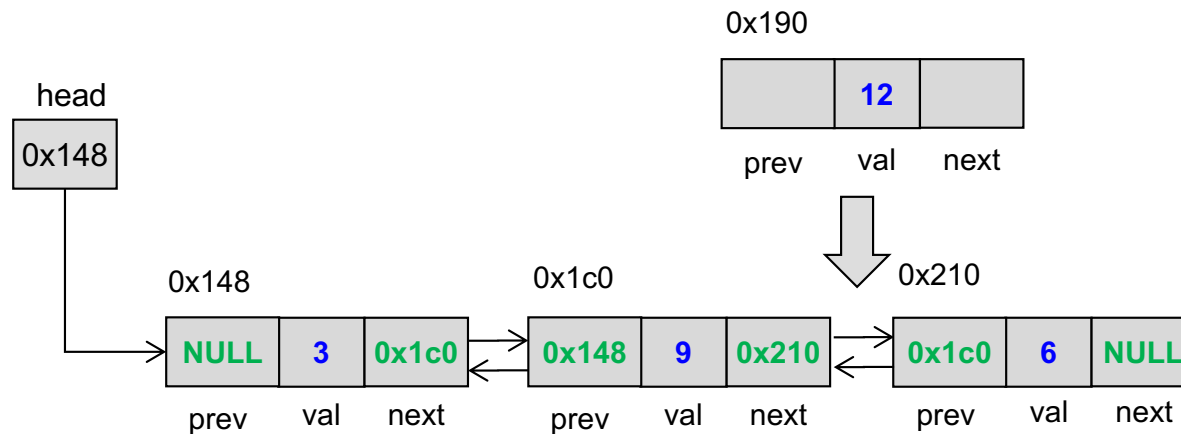 0x190
12
prev val next
head
0x148
0x148
0x1c0
0x210
NULL 3 0x1c0
0x148 9 0x210
0x1c0 6 NULL
prev val next
prev val next
prev val next